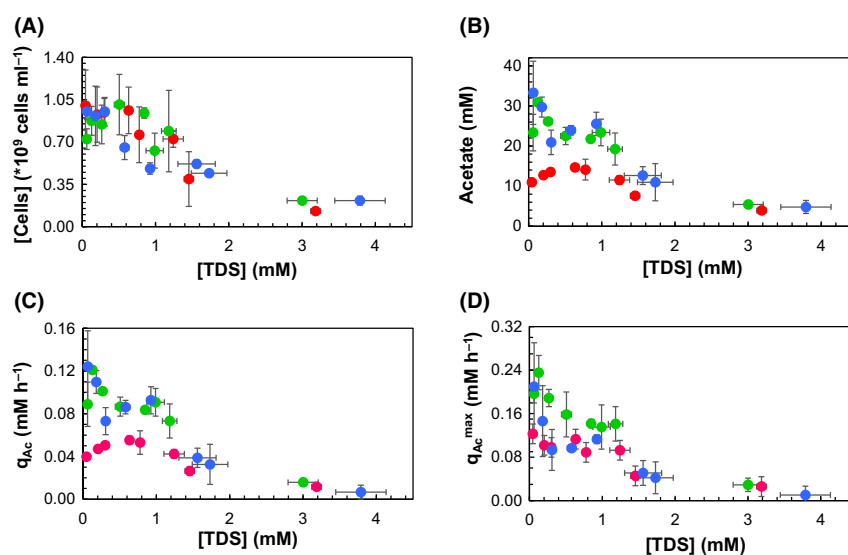 (A)
[Cells] (*10⁹ cells ml⁻¹)
1.40
1.05
0.70
0.35
0.00
0 1 2 3 4
[TDS] (mM)
(B)
Acetate (mM)
40
30
20
10
0
0 1 2 3 4
[TDS] (mM)
(C)
q_Ac (mM h⁻¹)
0.16
0.12
0.08
0.04
0.00
0 1 2 3 4
[TDS] (mM)
(D)
q_Ac^max (mM h⁻¹)
0.32
0.24
0.16
0.08
0.00
0 1 2 3 4
[TDS] (mM)